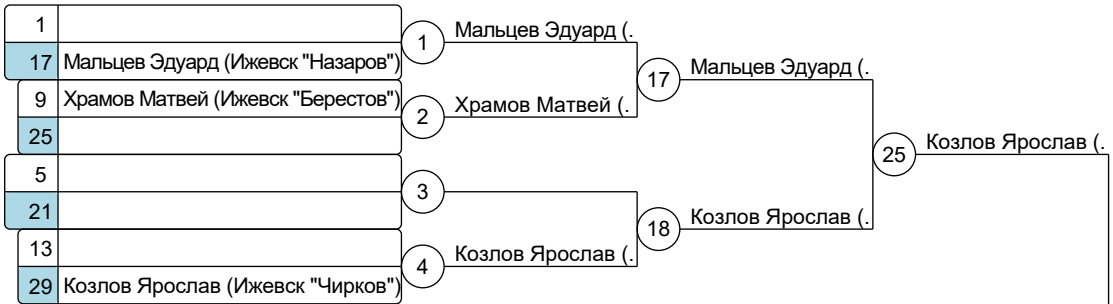 1
17 Мальцев Эдуард (Ижевск "Назаров")
9 Храмов Матвей (Ижевск "Берестов")
25
5
21
13
29 Козлов Ярослав (Ижевск "Чирков")
1 Мальцев Эдуард (.
2 Храмов Матвей (.
3
4 Козлов Ярослав (.
17 Мальцев Эдуард (.
18 Козлов Ярослав (.
25 Козлов Ярослав (.